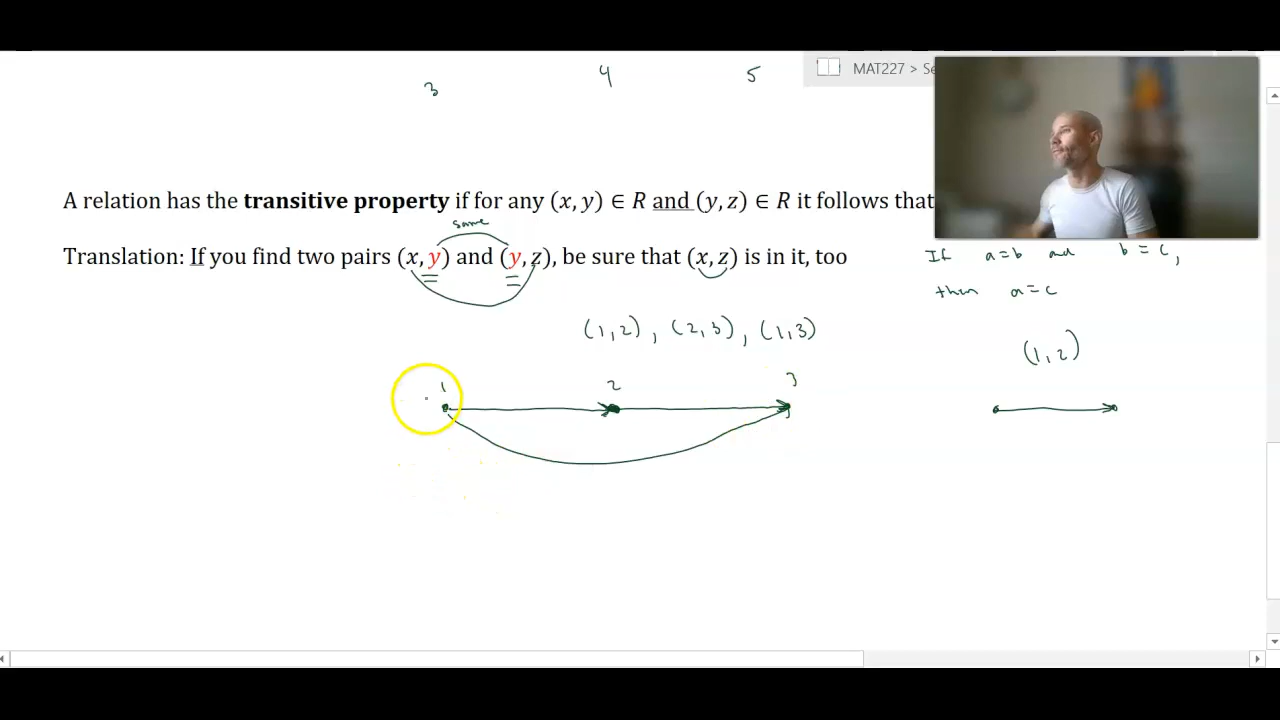 3 4 5
MAT227 > Se
A relation has the transitive property if for any (x, y) ∈ R and (y, z) ∈ R it follows that
same
Translation: If you find two pairs (x, y) and (y, z), be sure that (x, z) is in it, too
If a=b and b=c,
then a=c
(1,2), (2,3), (1,3)
(1,2)
1 2 3